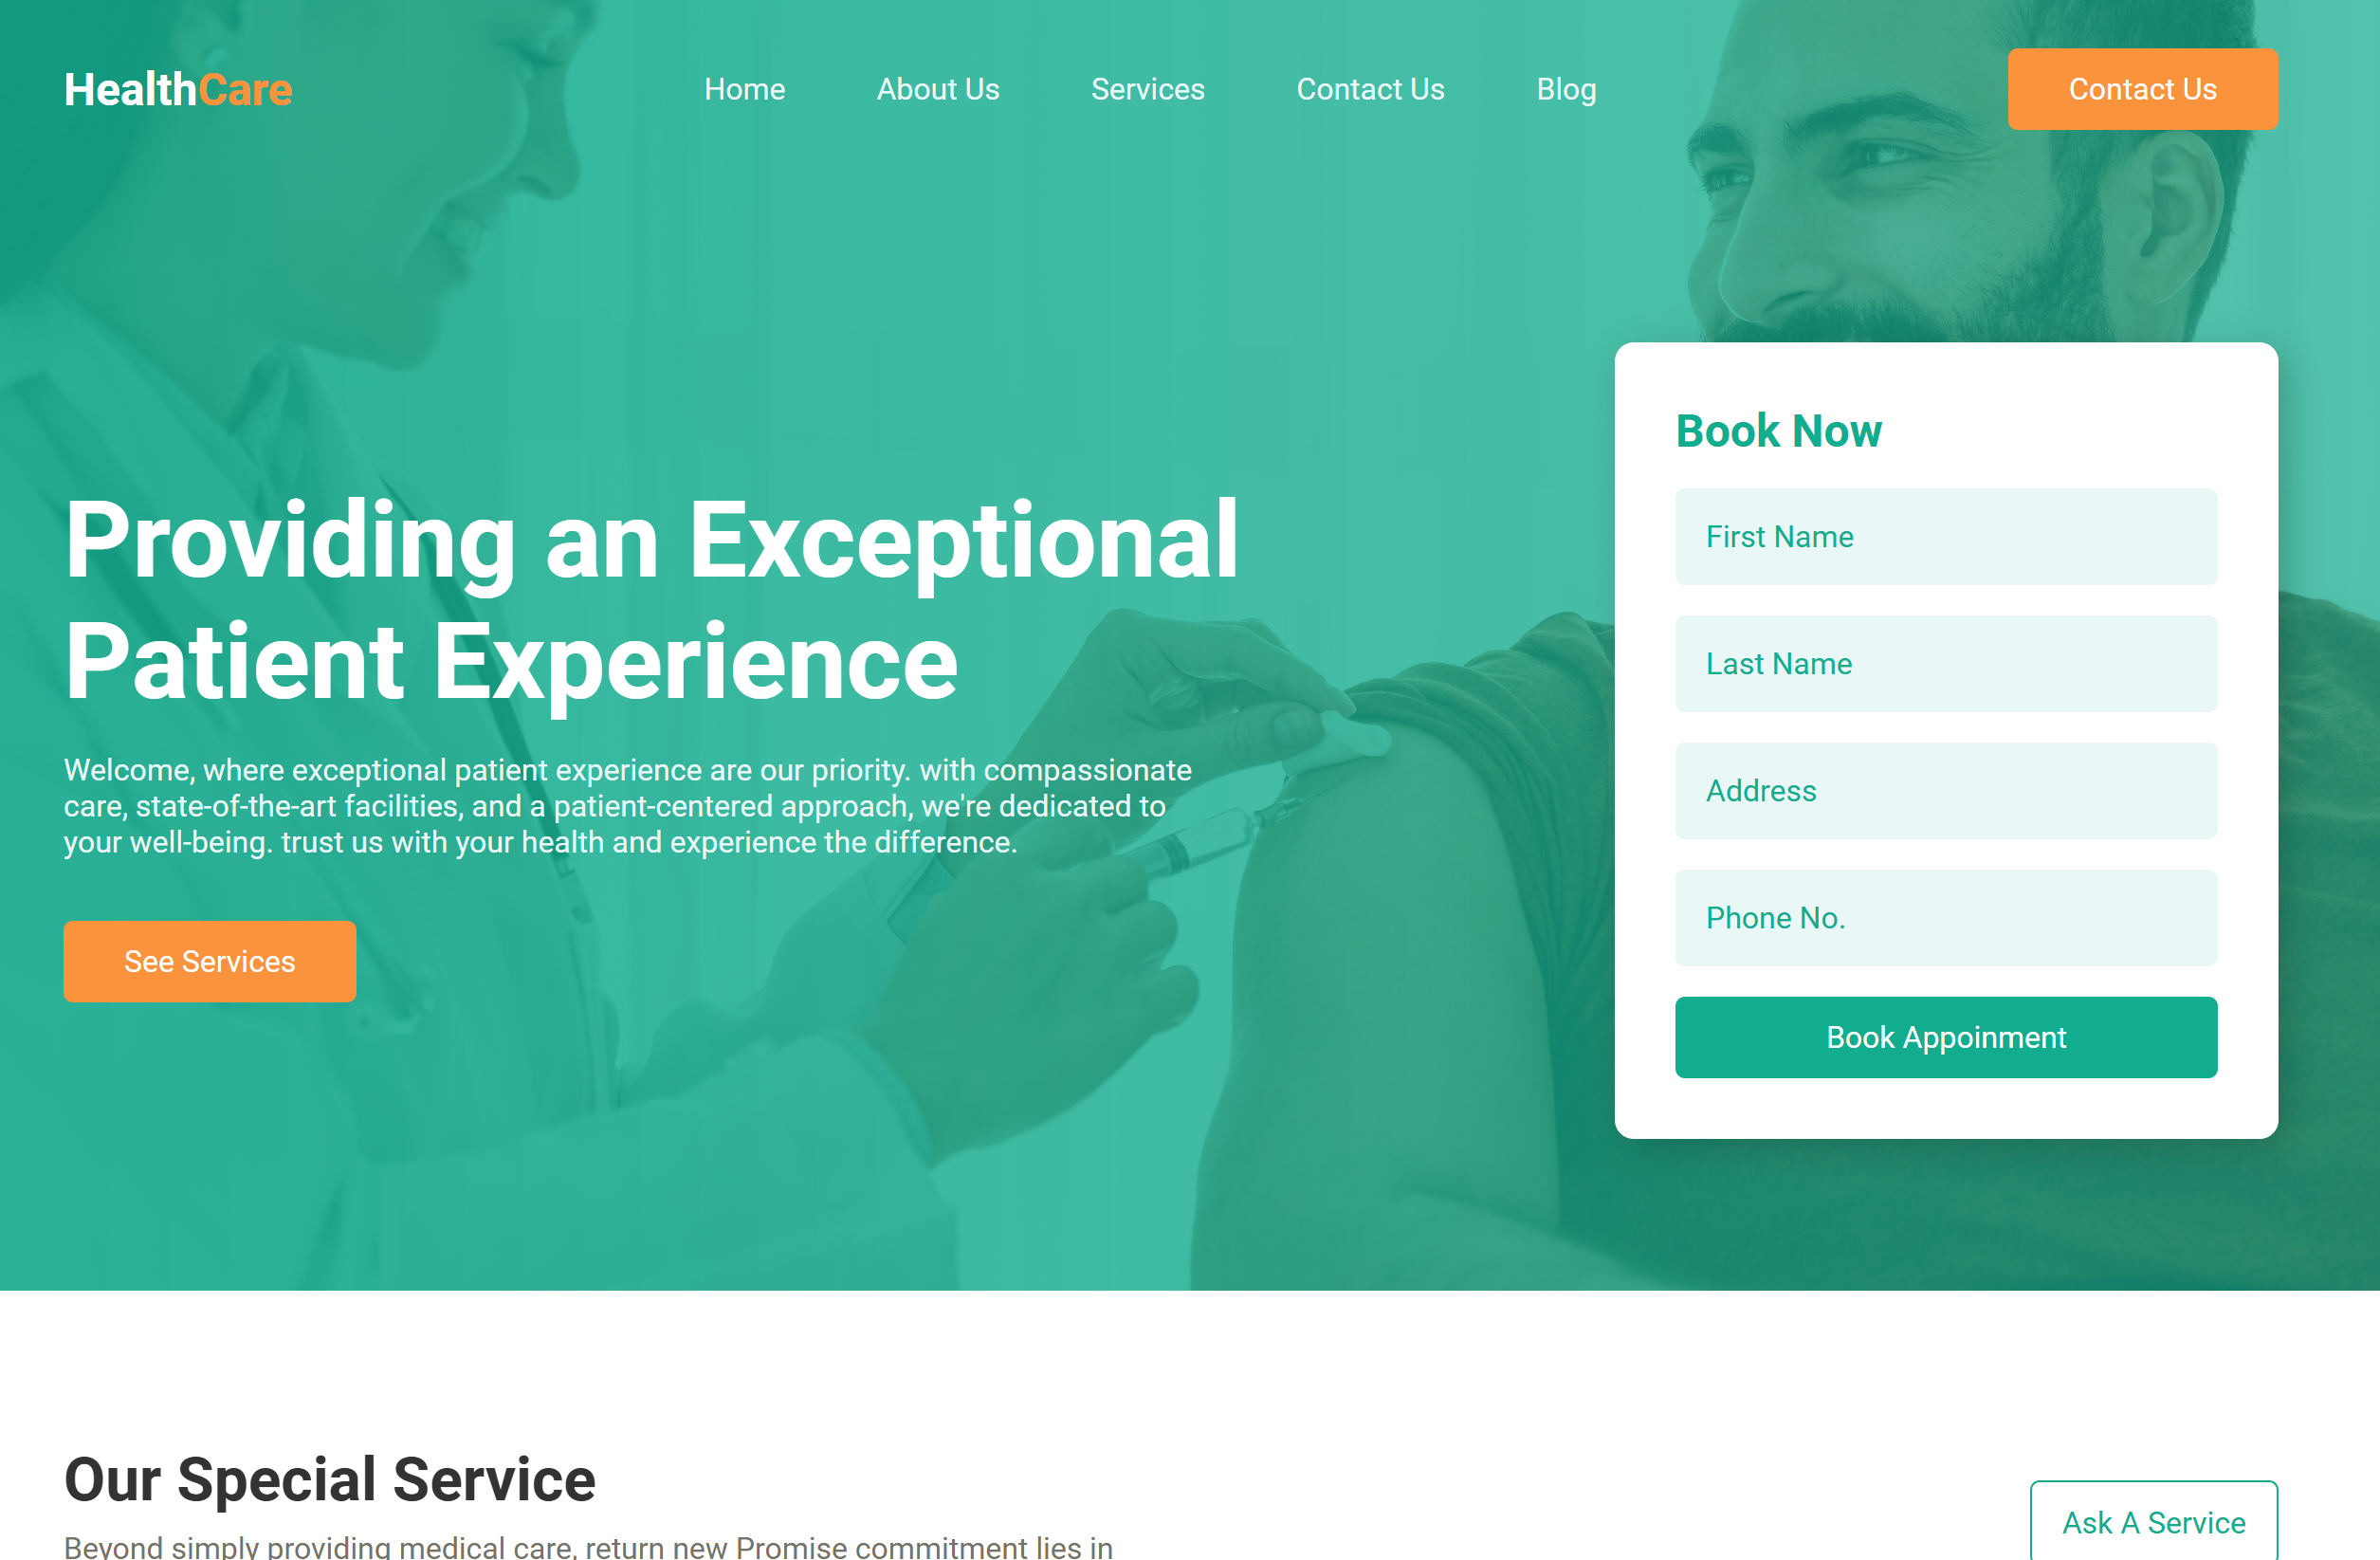 HealthCare
Home
About Us
Services
Contact Us
Blog
Contact Us
Providing an Exceptional
Patient Experience
Welcome, where exceptional patient experience are our priority. with compassionate
care, state-of-the-art facilities, and a patient-centered approach, we're dedicated to
your well-being. trust us with your health and experience the difference.
See Services
Book Now
First Name
Last Name
Address
Phone No.
Book Appoinment
Our Special Service
Beyond simply providing medical care, return new Promise commitment lies in
Ask A Service